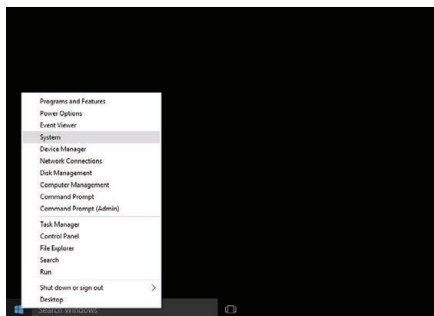 Programs and Features
Power Options
Event Viewer
System
Device Manager
Network Connections
Disk Management
Computer Management
Command Prompt
Command Prompt (Admin)
Task Manager
Control Panel
File Explorer
Search
Run
Shut down or sign out
Desktop
Search Windows